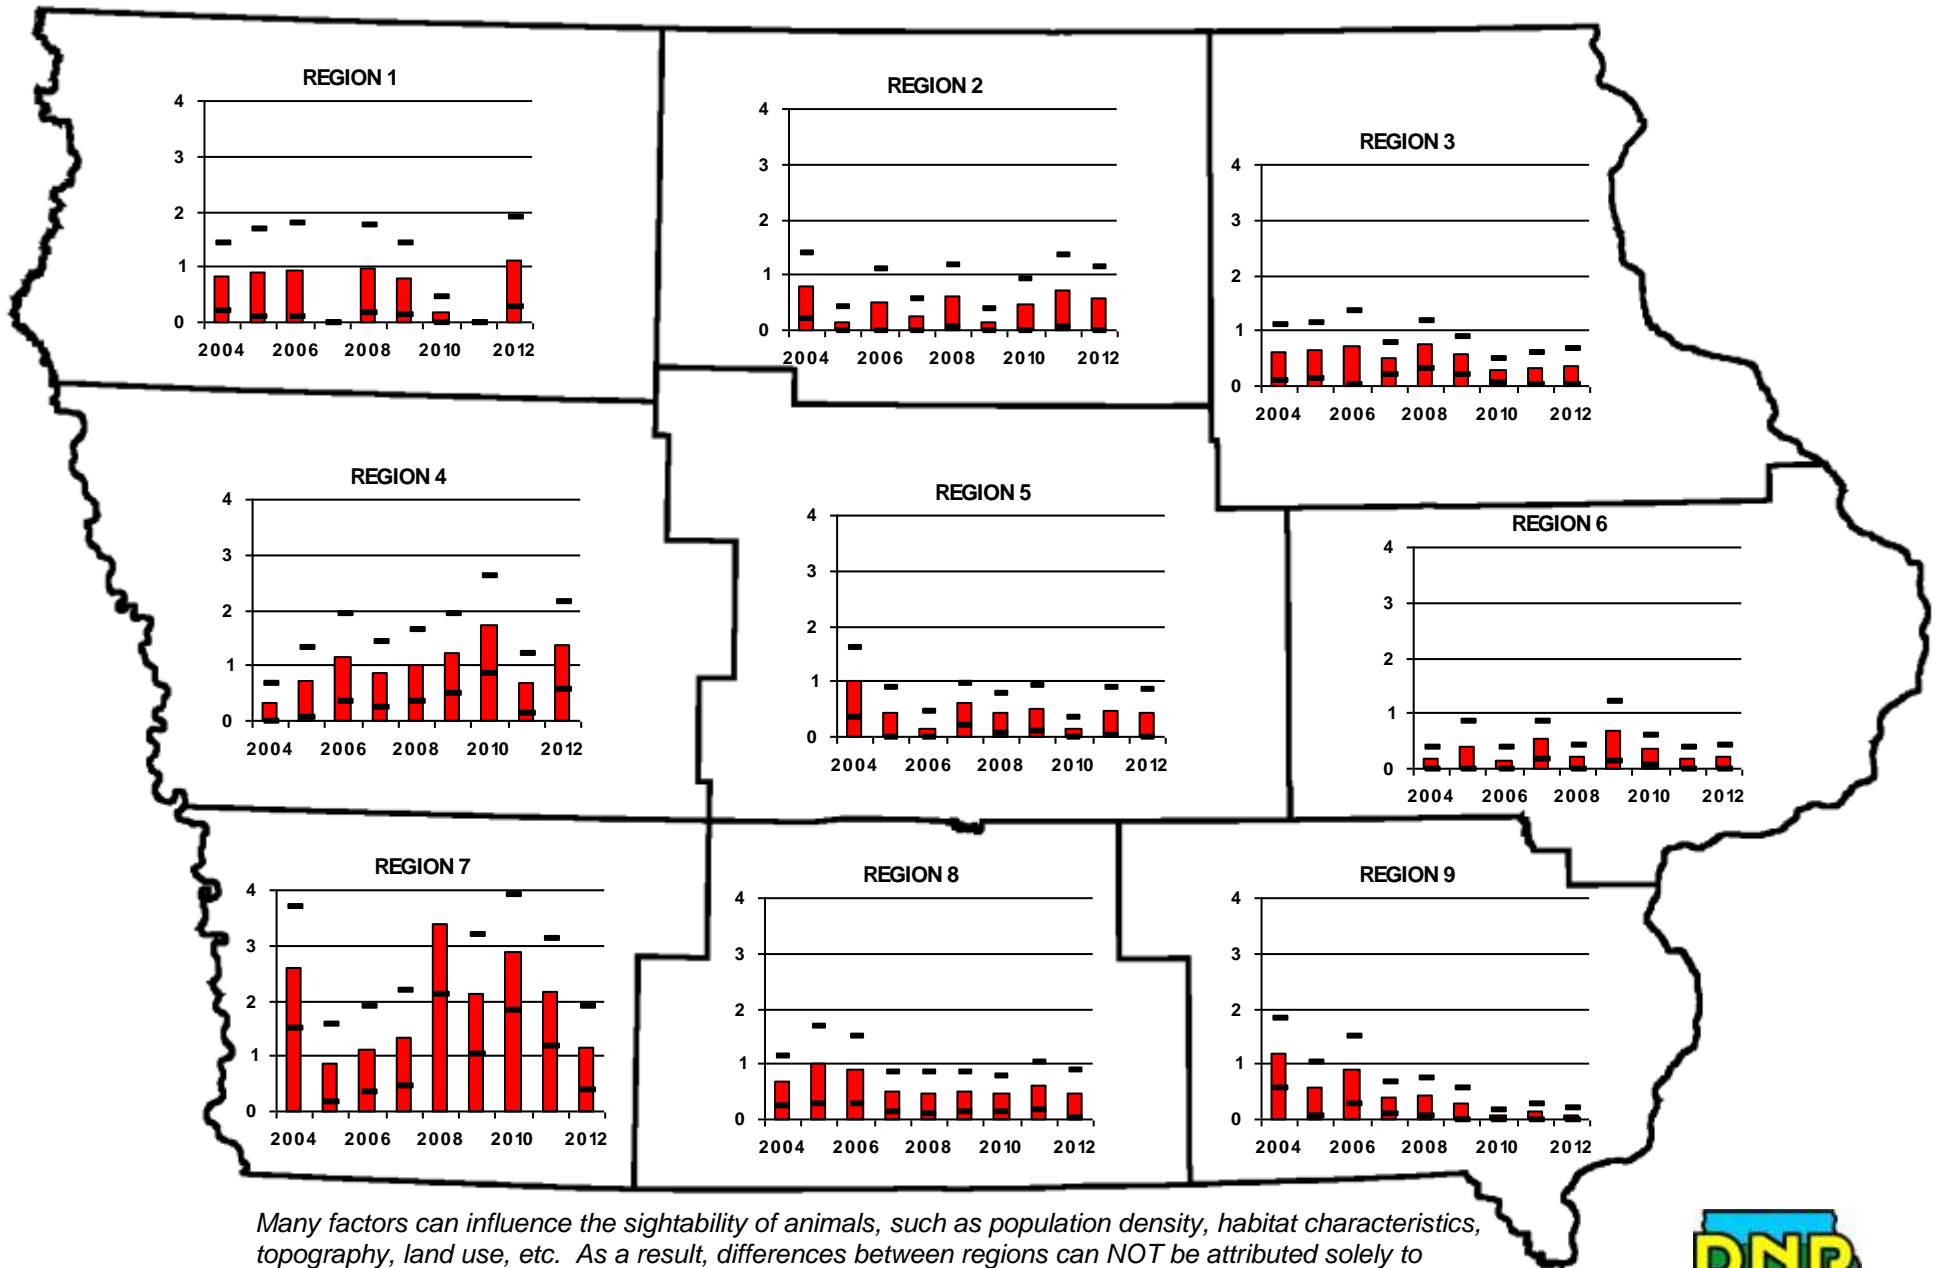 REGION 1
4
3
2
1
0
2004 2006 2008 2010 2012
REGION 2
4
3
2
1
0
2004 2006 2008 2010 2012
REGION 3
4
3
2
1
0
2004 2006 2008 2010 2012
REGION 4
4
3
2
1
0
2004 2006 2008 2010 2012
REGION 5
4
3
2
1
0
2004 2006 2008 2010 2012
REGION 6
4
3
2
1
0
2004 2006 2008 2010 2012
REGION 7
4
3
2
1
0
2004 2006 2008 2010 2012
REGION 8
4
3
2
1
0
2004 2006 2008 2010 2012
REGION 9
4
3
2
1
0
2004 2006 2008 2010 2012
Many factors can influence the sightability of animals, such as population density, habitat characteristics,
topography, land use, etc. As a result, differences between regions can NOT be attributed solely to
DNR